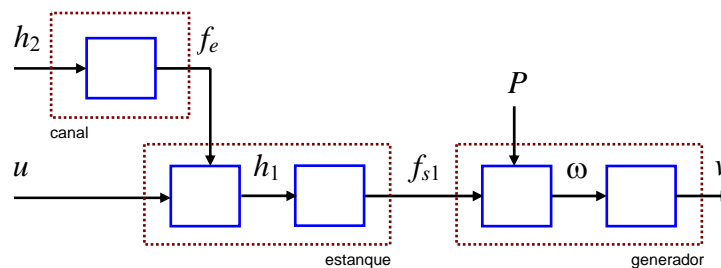 h₂
fₑ
canal
P
u
h₁
fₛ₁
ω
v
estanque
generador